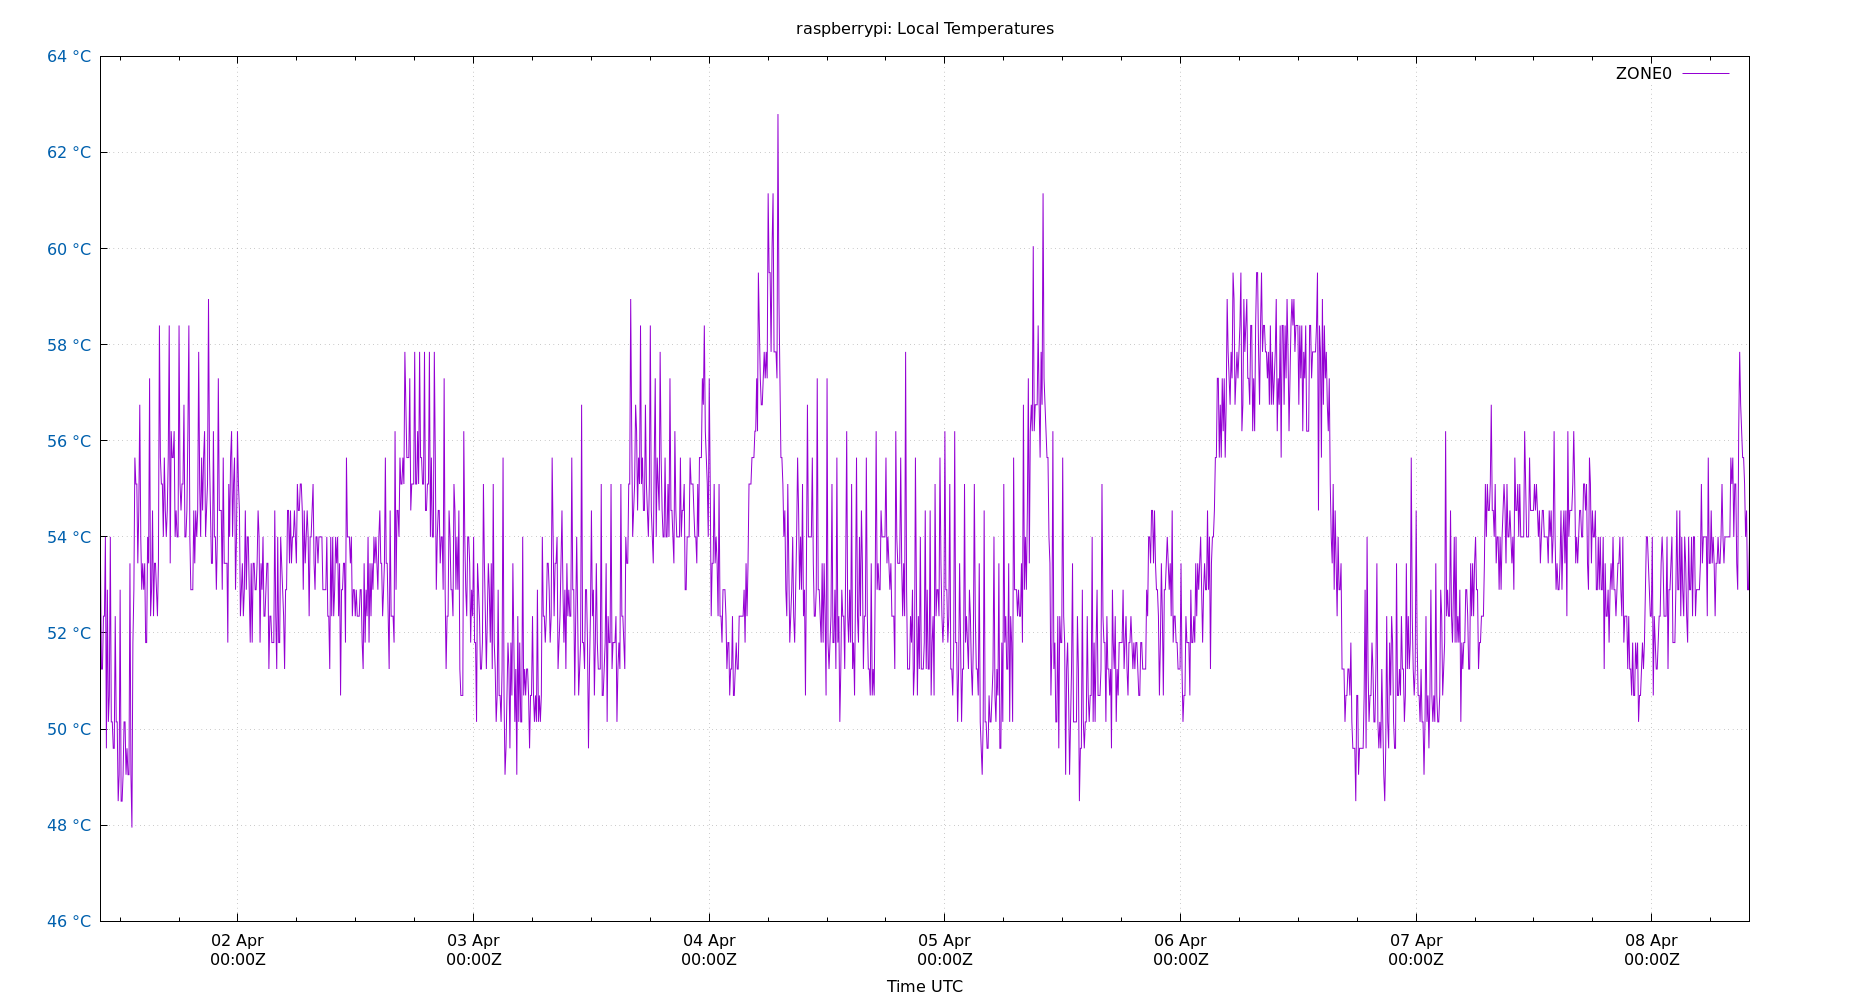 raspberrypi: Local Temperatures
ZONE0
64 °C
62 °C
60 °C
58 °C
56 °C
54 °C
52 °C
50 °C
48 °C
46 °C
02 Apr 03 Apr 04 Apr 05 Apr 06 Apr 07 Apr 08 Apr
00:00Z 00:00Z 00:00Z 00:00Z 00:00Z 00:00Z 00:00Z
Time UTC